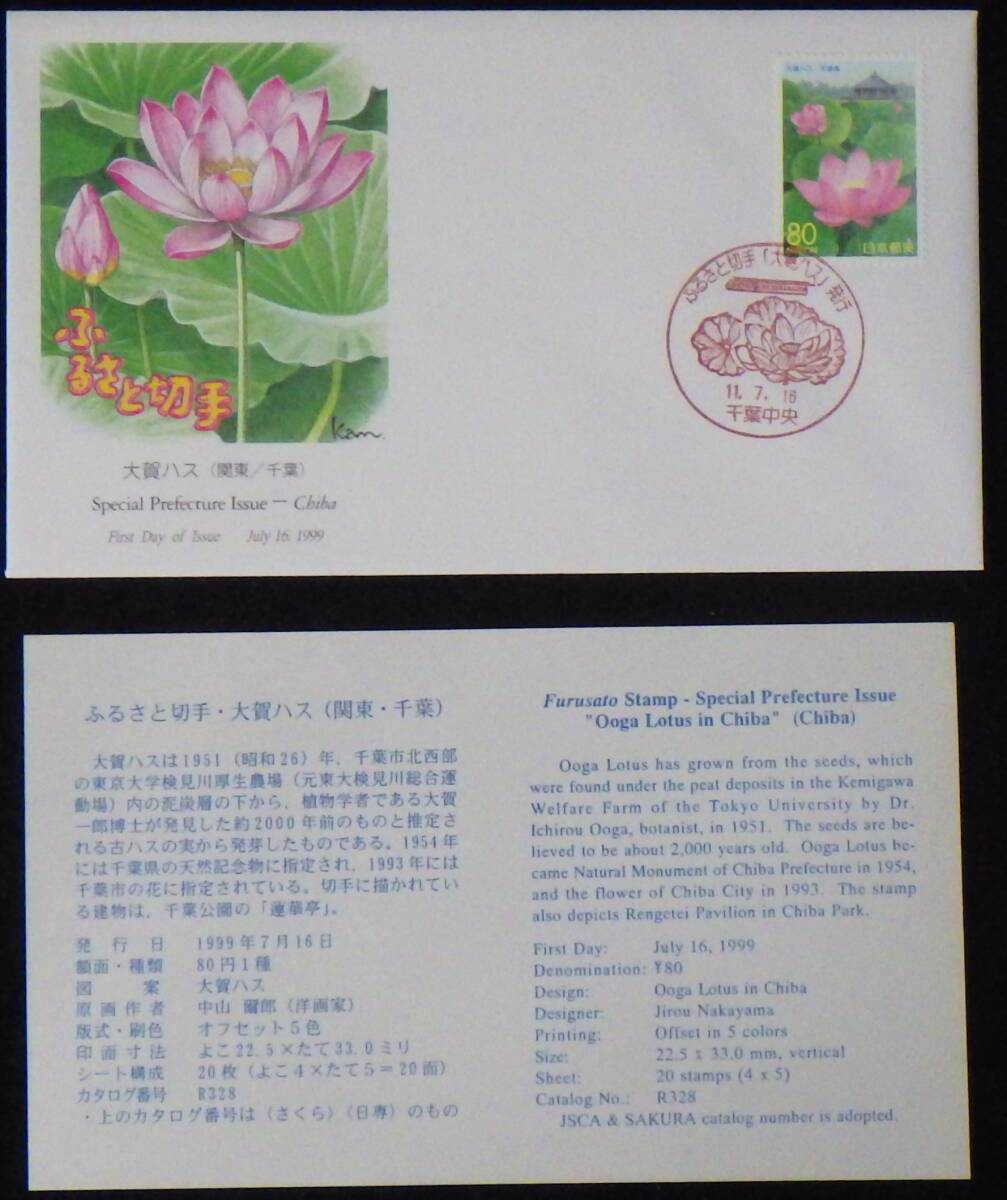 ふ
るさと切手
Kan.
大賀ハス（関東／千葉）
Special Prefecture Issue — Chiba
First Day of Issue July 16, 1999
大賀ハス・千葉県
80
日本郵便
ふるさと切手「大賀ハス」発行
11. 7. 16
千葉中央
ふるさと切手・大賀ハス（関東・千葉）
大賀ハスは1951（昭和26）年，千葉市北西部
の東京大学検見川厚生農場（元東大検見川総合運
動場）内の泥炭層の下から，植物学者である大賀
一郎博士が発見した約2000年前のものと推定さ
れる古ハスの実から発芽したものである。1954年
には千葉県の天然記念物に指定され，1993年には
千葉市の花に指定されている。切手に描かれてい
る建物は，千葉公園の「蓮華亭」。
発行日 1999年7月16日
額面・種類 80円1種
図案 大賀ハス
原画作者 中山 爾郎（洋画家）
版式・刷色 オフセット5色
印面寸法 よこ22.5×たて33.0ミリ
シート構成 20枚（よこ4×たて5＝20面）
カタログ番号 R328
・上のカタログ番号は（さくら）（日専）のもの
Furusato Stamp - Special Prefecture Issue
"Ooga Lotus in Chiba" (Chiba)
Ooga Lotus has grown from the seeds, which
were found under the peat deposits in the Kemigawa
Welfare Farm of the Tokyo University by Dr.
Ichirou Ooga, botanist, in 1951. The seeds are be-
lieved to be about 2,000 years old. Ooga Lotus be-
came Natural Monument of Chiba Prefecture in 1954,
and the flower of Chiba City in 1993. The stamp
also depicts Rengetei Pavilion in Chiba Park.
First Day: July 16, 1999
Denomination: ¥80
Design: Ooga Lotus in Chiba
Designer: Jirou Nakayama
Printing: Offset in 5 colors
Size: 22.5 x 33.0 mm, vertical
Sheet: 20 stamps (4 x 5)
Catalog No.: R328
JSCA & SAKURA catalog number is adopted.